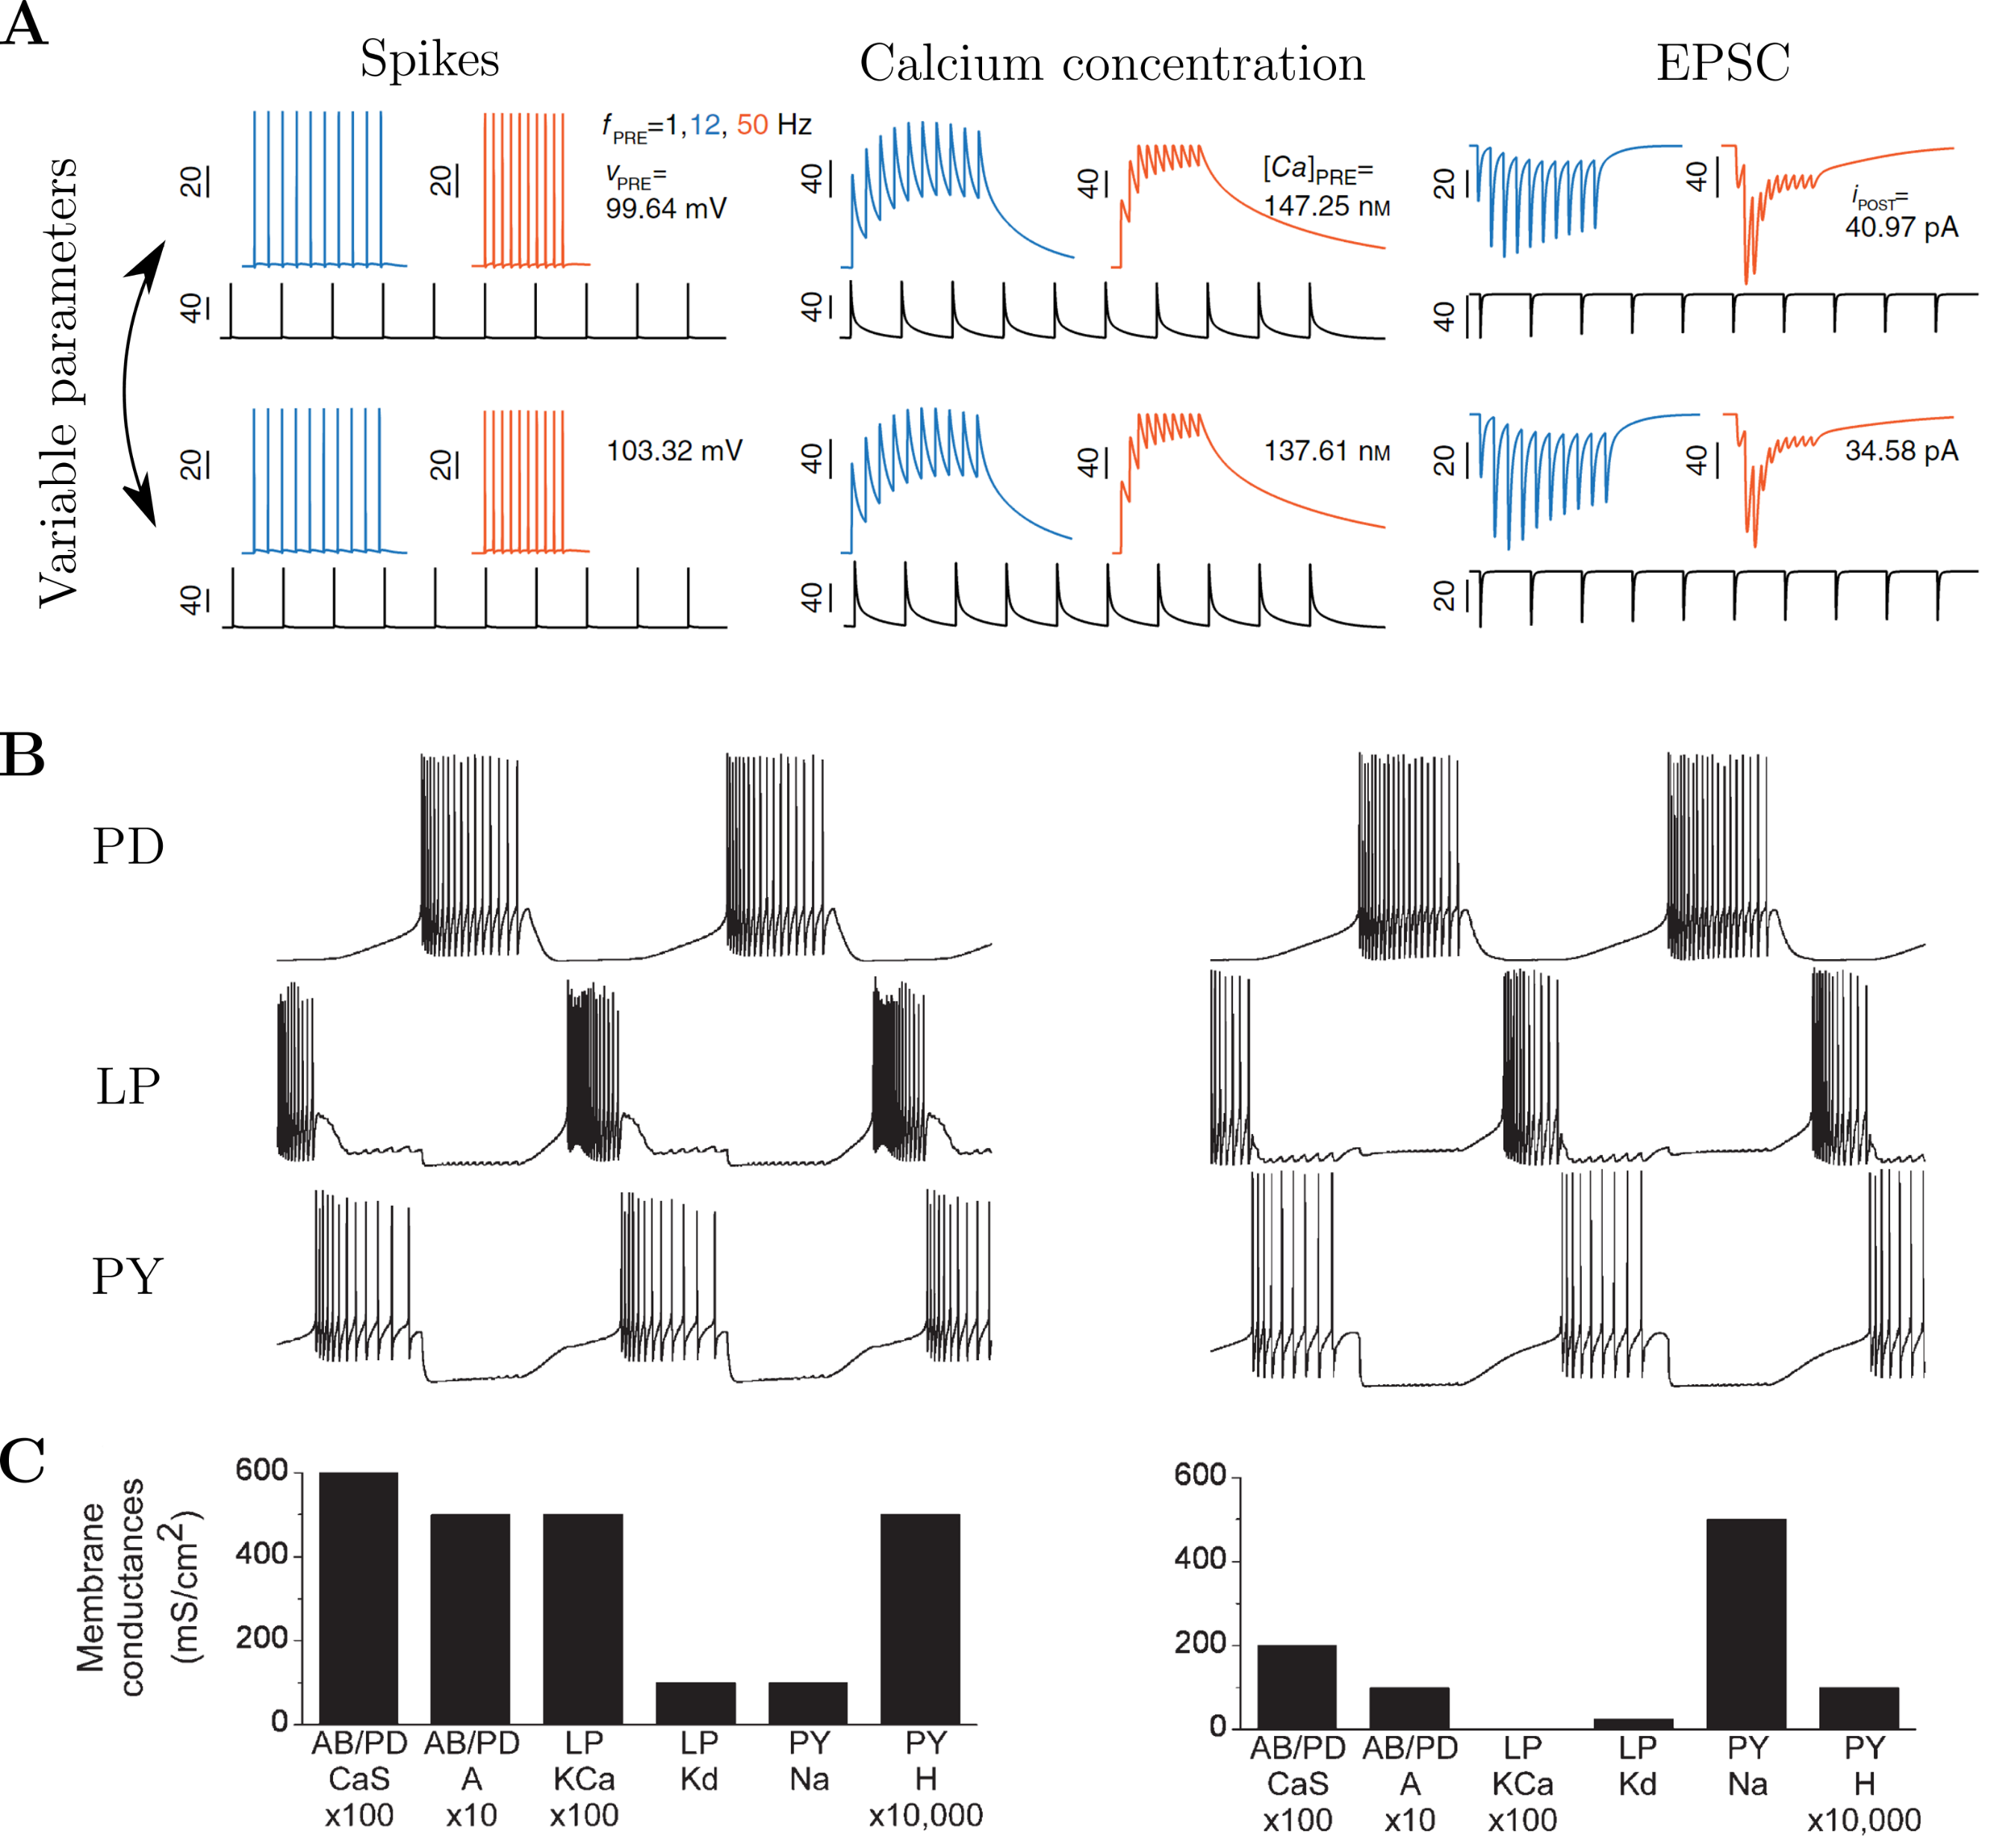 A
Spikes
Calcium concentration
EPSC
Variable parameters
20
20
fPRE=1,12, 50 Hz
vPRE=
99.64 mV
40
40
40
[Ca]PRE=
147.25 nM
40
20
40
iPOST=
40.97 pA
40
20
20
103.32 mV
40
40
40
137.61 nM
40
20
40
34.58 pA
20
B
PD
LP
PY
C
Membrane
conductances
(mS/cm2)
600
400
200
0
AB/PD AB/PD LP LP PY PY
CaS A KCa Kd Na H
x100 x10 x100 x10,000
600
400
200
0
AB/PD AB/PD LP LP PY PY
CaS A KCa Kd Na H
x100 x10 x100 x10,000